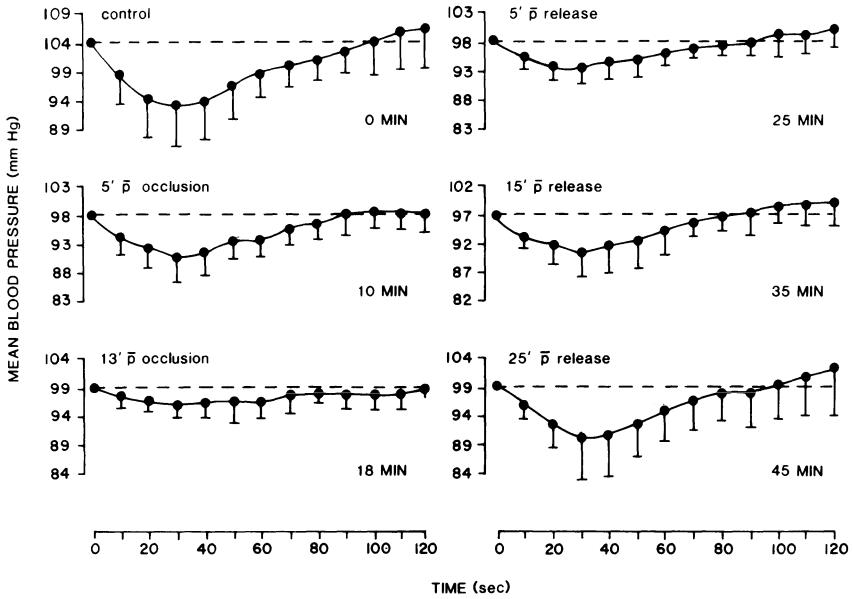 MEAN BLOOD PRESSURE (mm Hg)
control
109
104
99
94
89
0 MIN
5' p̄ occlusion
103
98
93
88
83
10 MIN
13' p̄ occlusion
104
99
94
89
84
18 MIN
0 20 40 60 80 100 120
5' p̄ release
103
98
93
88
83
25 MIN
15' p̄ release
102
97
92
87
82
35 MIN
25' p̄ release
104
99
94
89
84
45 MIN
0 20 40 60 80 100 120
TIME (sec)